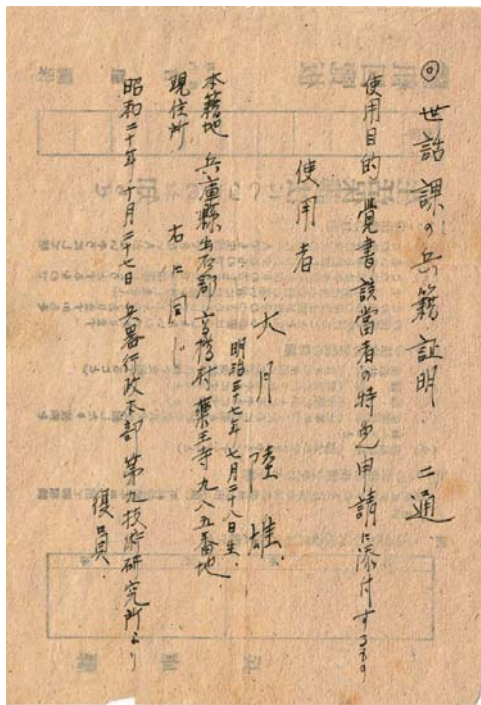 ◎ 世話課の兵籍証明 二通
使用目的 覚書該当者の特免申請に添付するもの
使用者
大月 陸雄
明治三十七年七月二十八日生
本籍地 兵庫縣出石郡高橋村薬王寺九八五番地
現住所 右に同じ
昭和二十年十月二十七日 兵器行政本部 第九技術研究所より
復員